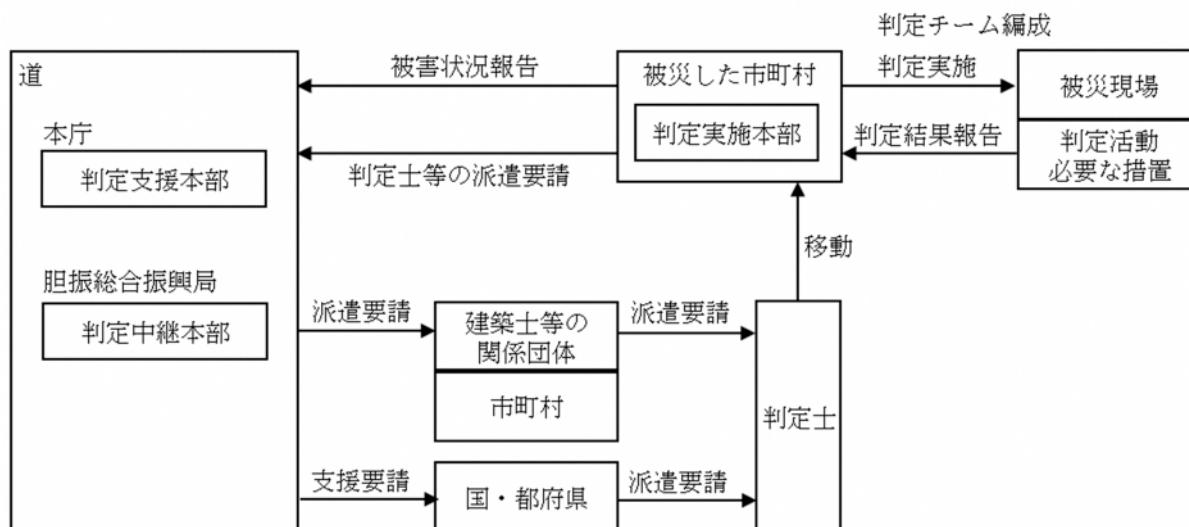 判定チーム編成
道
被害状況報告
被災した市町村
判定実施
被災現場
本庁
判定実施本部
判定結果報告
判定活動
必要な措置
判定支援本部
判定士等の派遣要請
移動
胆振総合振興局
判定中継本部
派遣要請
建築士等の
関係団体
派遣要請
市町村
判定士
支援要請
国・都府県
派遣要請